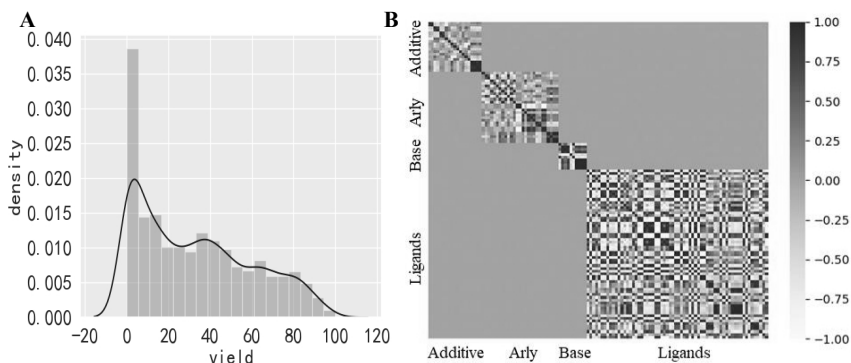 A
0.040
0.035
0.030
0.025
0.020
0.015
0.010
0.005
0.000
density
−20 0 20 40 60 80 100 120
yield
B
Additive
Arly
Base
Ligands
Additive Arly Base Ligands
1.00
0.75
0.50
0.25
0.00
−0.25
−0.50
−0.75
−1.00